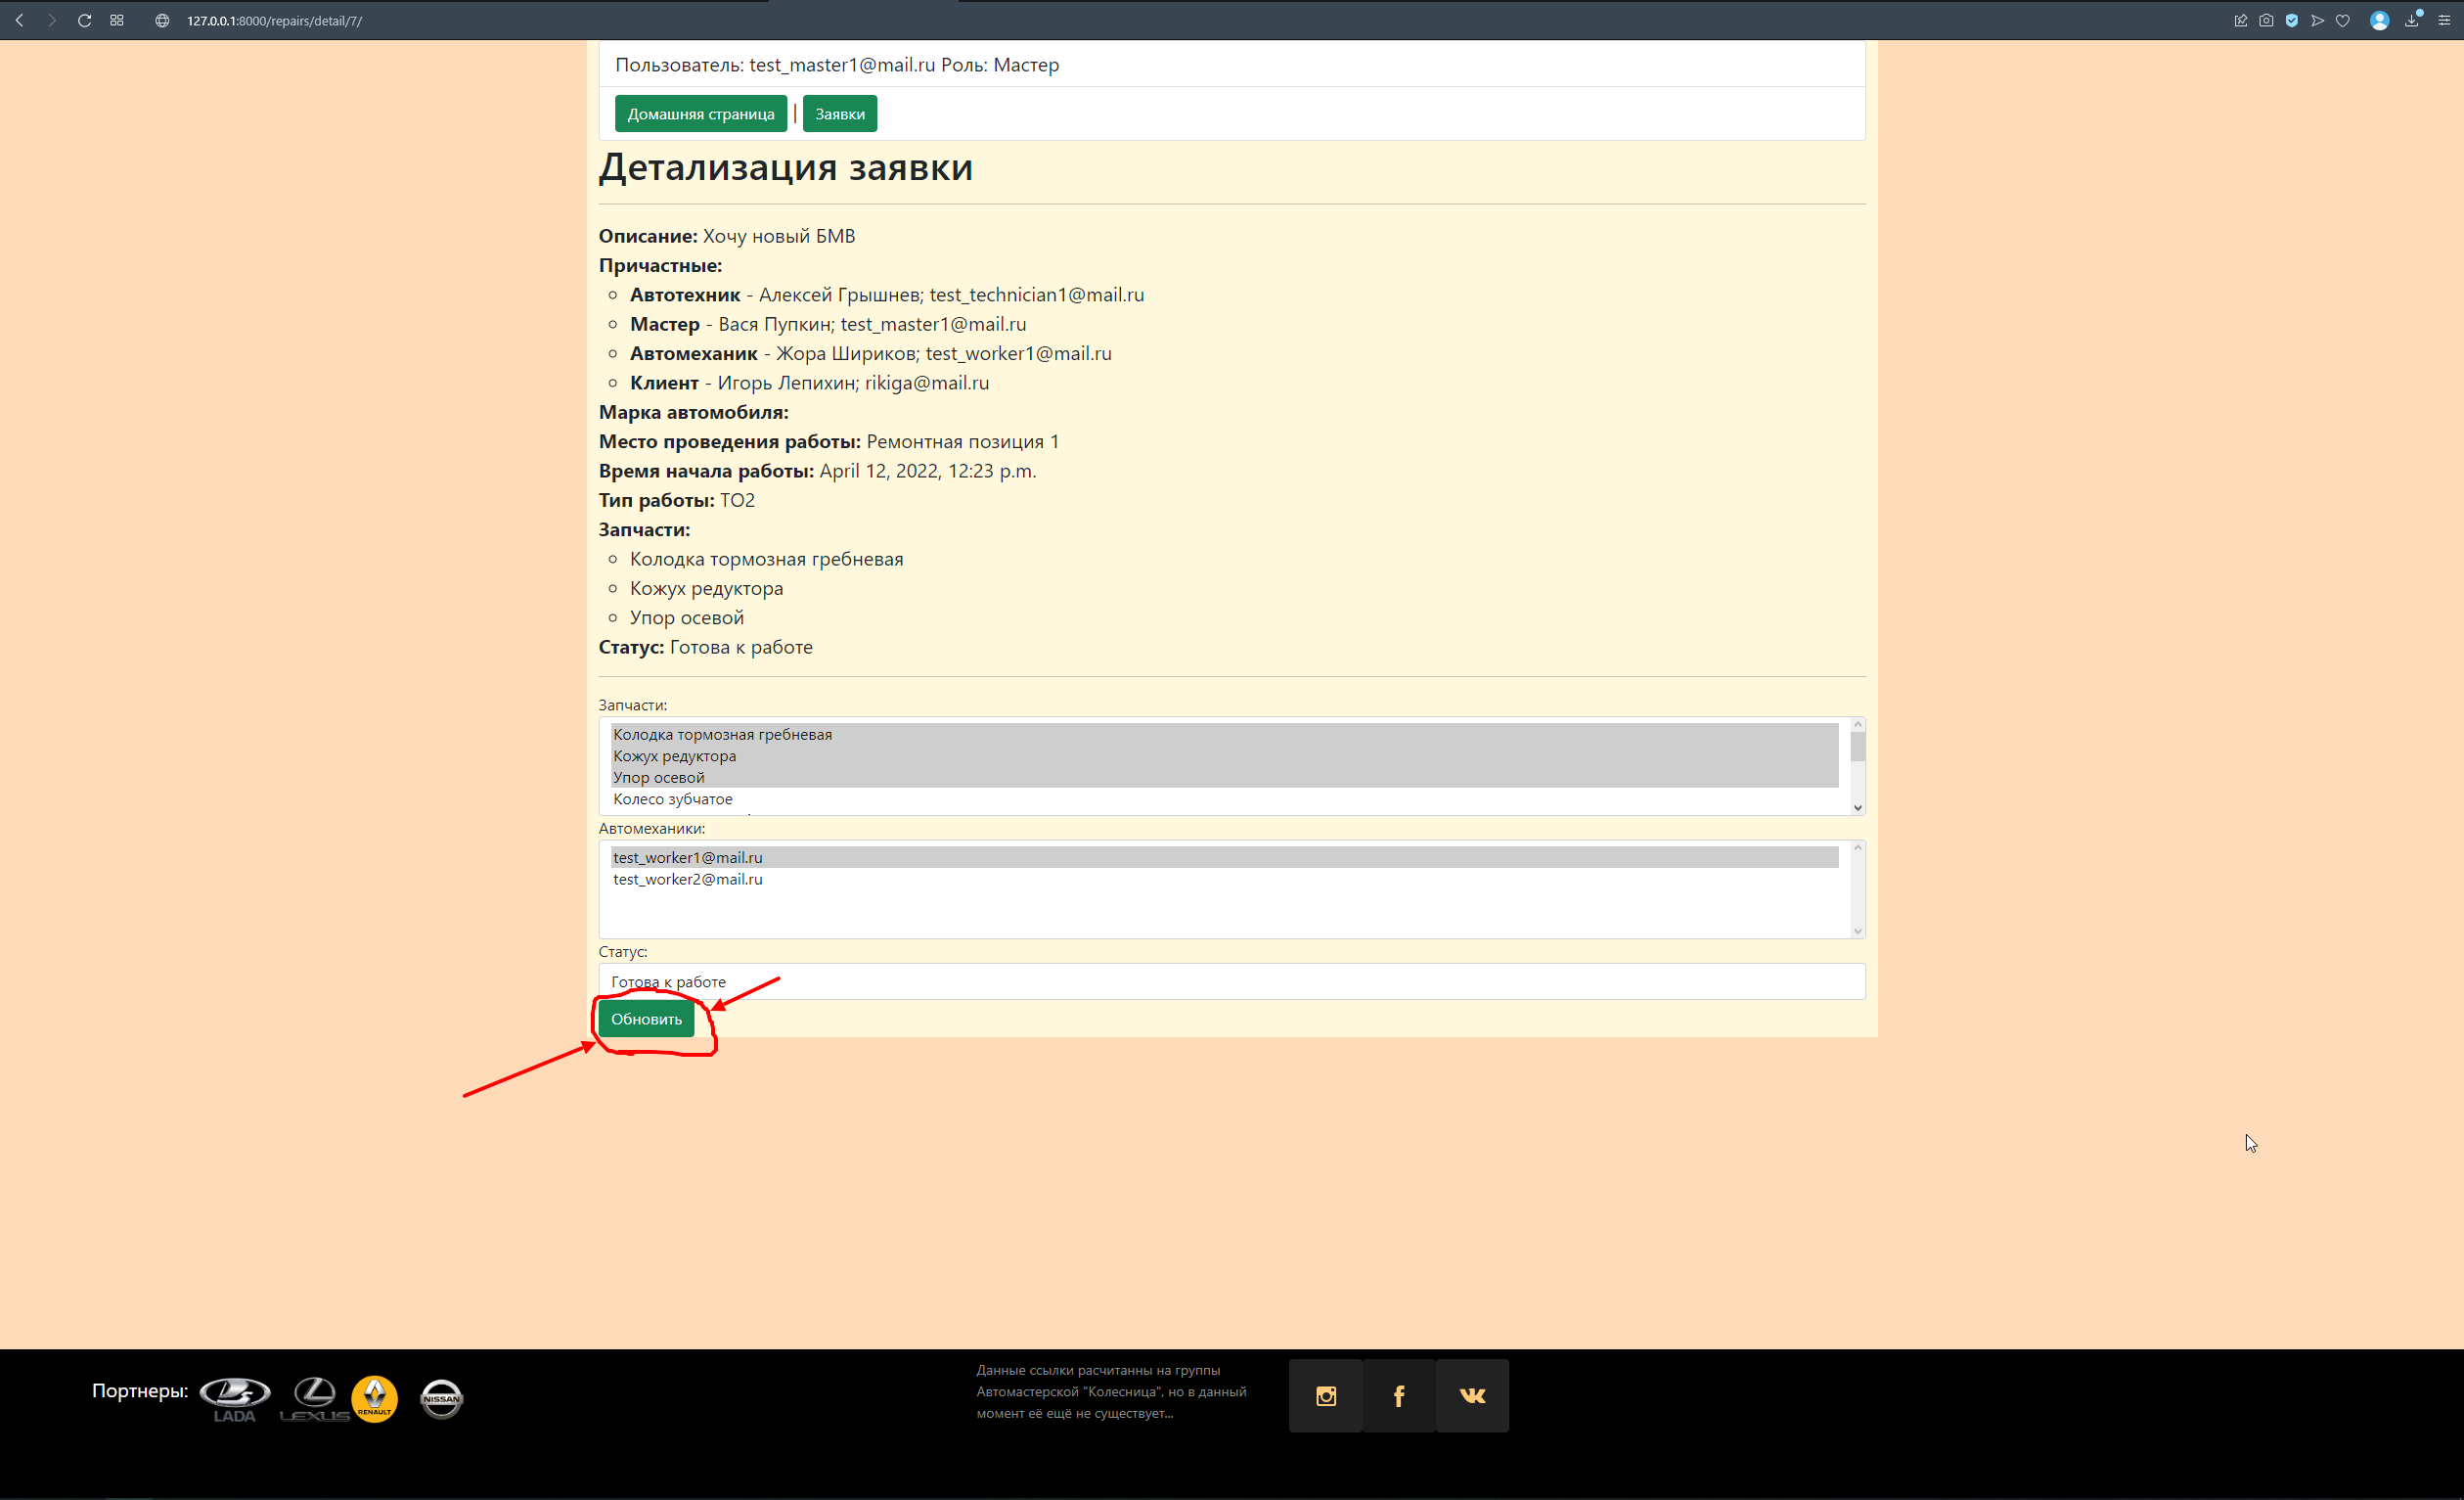 127.0.0.1:8000/repairs/detail/7/
Пользователь: test_master1@mail.ru Роль: Мастер
Домашняя страница | Заявки
Детализация заявки
Описание: Хочу новый БМВ
Причастные:
Автотехник - Алексей Грышнев; test_technician1@mail.ru
Мастер - Вася Пупкин; test_master1@mail.ru
Автомеханик - Жора Шириков; test_worker1@mail.ru
Клиент - Игорь Лепихин; rikiga@mail.ru
Марка автомобиля:
Место проведения работы: Ремонтная позиция 1
Время начала работы: April 12, 2022, 12:23 p.m.
Тип работы: ТО2
Запчасти:
Колодка тормозная гребневая
Кожух редуктора
Упор осевой
Статус: Готова к работе
Запчасти:
Колодка тормозная гребневая
Кожух редуктора
Упор осевой
Колесо зубчатое
Автомеханики:
test_worker1@mail.ru
test_worker2@mail.ru
Статус:
Готова к работе
Обновить
Партнеры: LADA LEXUS RENAULT NISSAN
Данные ссылки расчитанны на группы
Автомастерской "Колесница", но в данный
момент её ещё не существует...